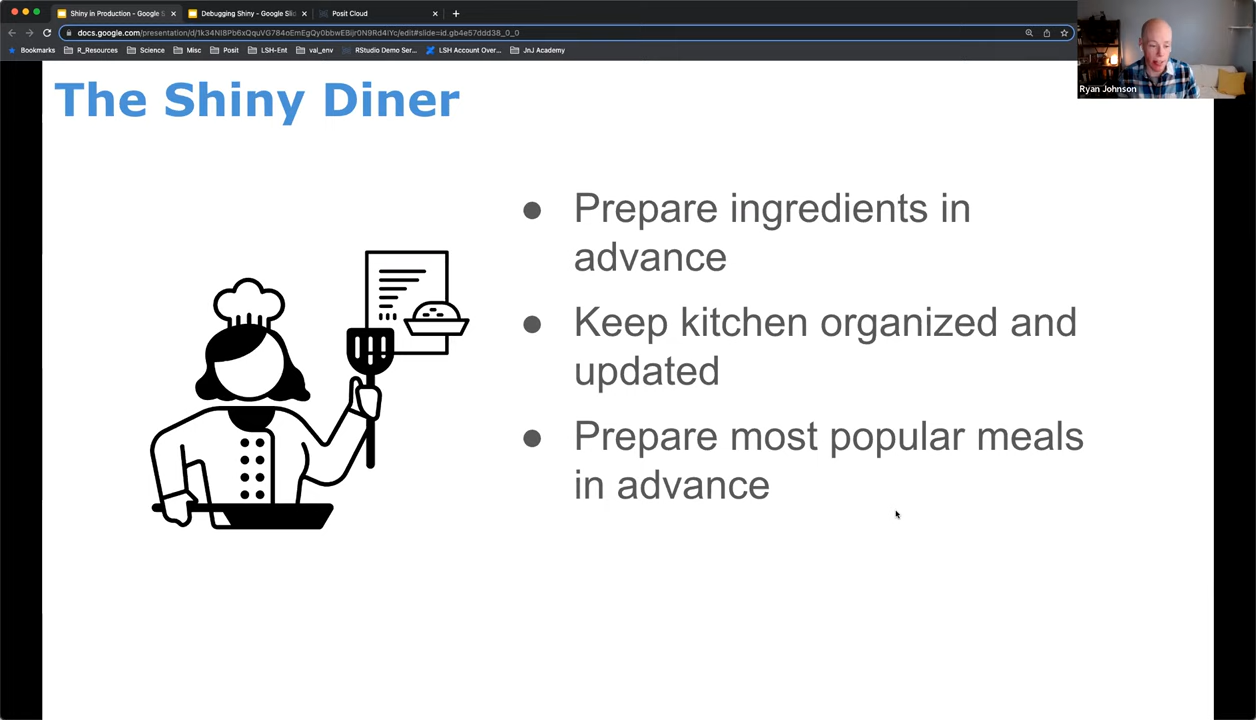 Shiny in Production - Google
Debugging Shiny - Google Sli
Posit Cloud
Bookmarks
R_Resources
Science
Misc
Posit
LSH-Ent
val_env
RStudio Demo Ser...
LSH Account Over...
JnJ Academy
Ryan Johnson
The Shiny Diner
● Prepare ingredients in
advance
● Keep kitchen organized and
updated
● Prepare most popular meals
in advance